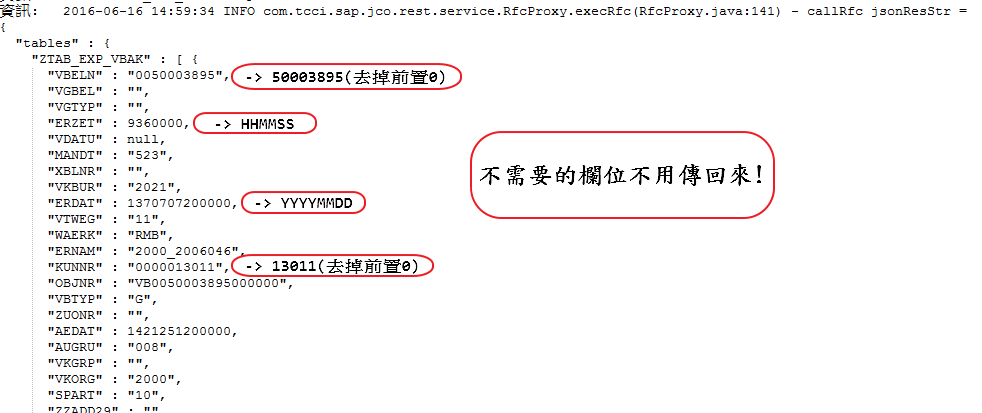 資訊:   2016-06-16 14:59:34 INFO com.tcci.sap.jco.rest.service.RfcProxy.execRfc(RfcProxy.java:141) - callRfc jsonResStr =
{
"tables" : {
"ZTAB_EXP_VBAK" : [ {
"VBELN" : "0050003895", -> 50003895(去掉前置0)
"VGBEL" : "",
"VGTYP" : "",
"ERZET" : 9360000, -> HHMMSS
"VDATU" : null,
"MANDT" : "523",
不需要的欄位不用傳回來!
"XBLNR" : "",
"VKBUR" : "2021",
"ERDAT" : 1370707200000, -> YYYYMMDD
"VTWEG" : "11",
"WAERK" : "RMB",
"ERNAM" : "2000_2006046",
"KUNNR" : "0000013011", -> 13011(去掉前置0)
"OBJNR" : "VB0050003895000000",
"VBTYP" : "G",
"ZUONR" : "",
"AEDAT" : 1421251200000,
"AUGRU" : "008",
"VKGRP" : "",
"VKORG" : "2000",
"SPART" : "10",
"ZZADD29" : ""